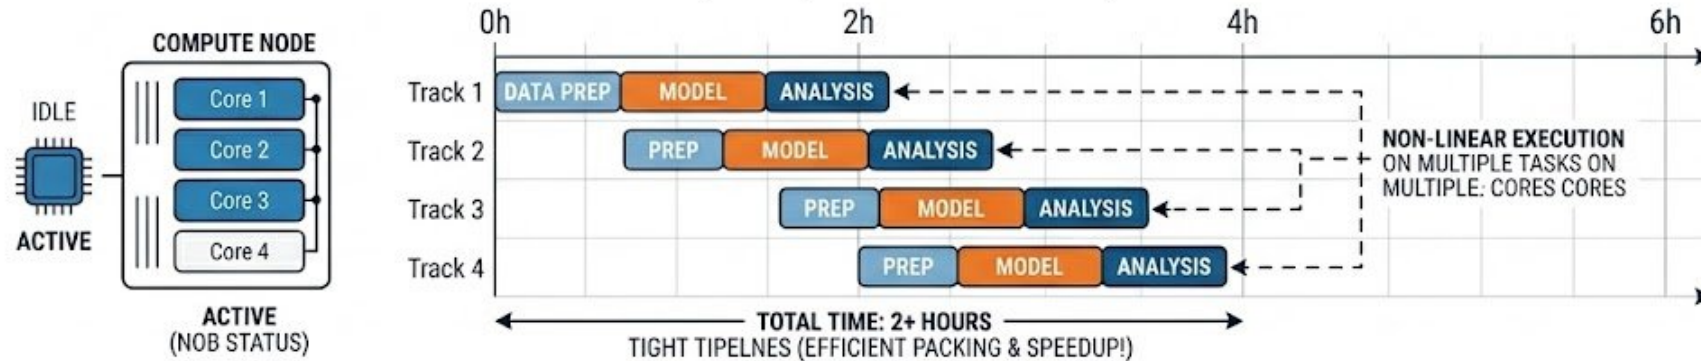 COMPUTE NODE
IDLE
ACTIVE
Core 1
Core 2
Core 3
Core 4
ACTIVE
(NOB STATUS)
0h 2h 4h 6h
Track 1 DATA PREP MODEL ANALYSIS
Track 2 PREP MODEL ANALYSIS
Track 3 PREP MODEL ANALYSIS
Track 4 PREP MODEL ANALYSIS
NON-LINEAR EXECUTION
ON MULTIPLE TASKS ON
MULTIPLE: CORES CORES
TOTAL TIME: 2+ HOURS
TIGHT TIPELNES (EFFICIENT PACKING & SPEEDUP!)